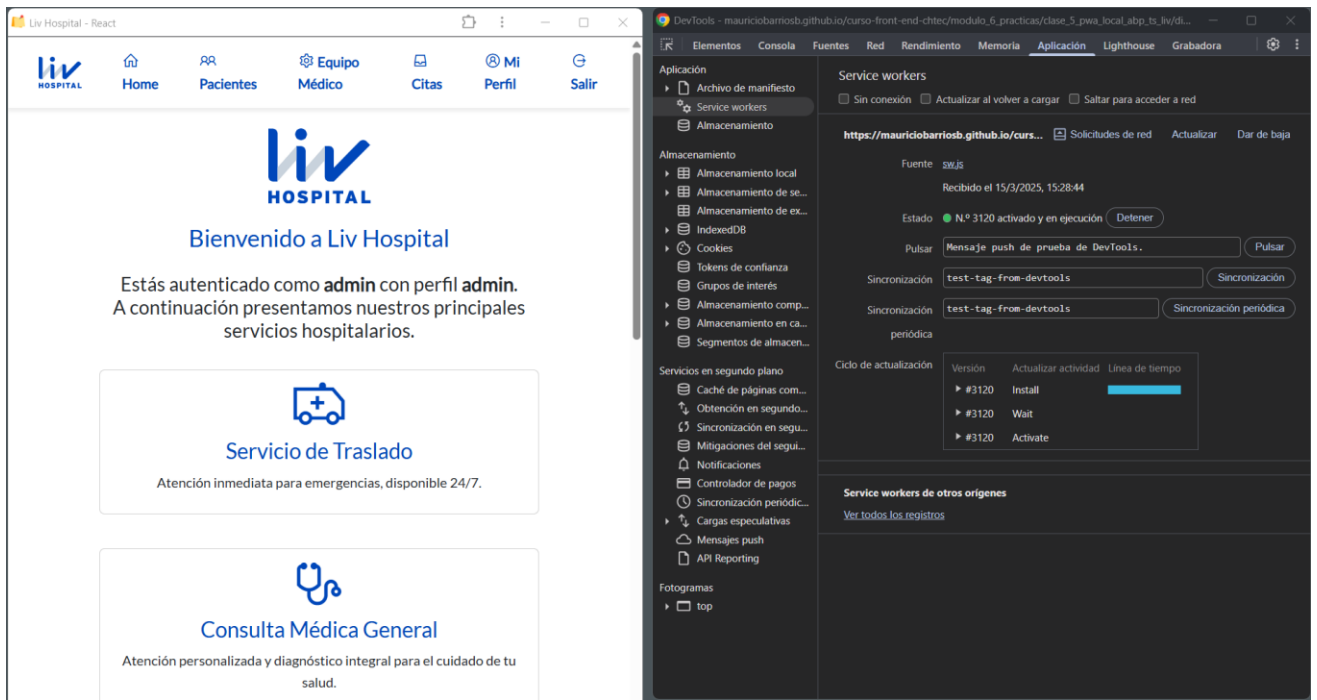 Liv Hospital - React
liv
HOSPITAL
Home
Pacientes
Equipo
Médico
Citas
Mi
Perfil
Salir
liv
HOSPITAL
Bienvenido a Liv Hospital
Estás autenticado como admin con perfil admin.
A continuación presentamos nuestros principales
servicios hospitalarios.
Servicio de Traslado
Atención inmediata para emergencias, disponible 24/7.
Consulta Médica General
Atención personalizada y diagnóstico integral para el cuidado de tu
salud.
DevTools - mauriciobarriosb.github.io/curso-front-end-chtec/modulo_6_practicas/clase_5_pwa_local_abp_ts_liv/di...
Elementos Consola Fuentes Red Rendimiento Memoria Aplicación Lighthouse Grabadora
Aplicación
Archivo de manifiesto
Service workers
Almacenamiento
Almacenamiento
Almacenamiento local
Almacenamiento de se...
Almacenamiento de ex...
IndexedDB
Cookies
Tokens de confianza
Grupos de interés
Almacenamiento comp...
Almacenamiento en ca...
Segmentos de almacen...
Servicios en segundo plano
Caché de páginas com...
Obtención en segundo...
Sincronización en segu...
Mitigaciones del segui...
Notificaciones
Controlador de pagos
Sincronización periódic...
Cargas especulativas
Mensajes push
API Reporting
Fotogramas
top
Service workers
Sin conexión Actualizar al volver a cargar Saltar para acceder a red
https://mauriciobarriosb.github.io/curs... Solicitudes de red Actualizar Dar de baja
Fuente sw.js
Recibido el 15/3/2025, 15:28:44
Estado N.º 3120 activado y en ejecución Detener
Pulsar Mensaje push de prueba de DevTools. Pulsar
Sincronización test-tag-from-devtools Sincronización
Sincronización test-tag-from-devtools Sincronización periódica
periódica
Ciclo de actualización Versión Actualizar actividad Línea de tiempo
#3120 Install
#3120 Wait
#3120 Activate
Service workers de otros orígenes
Ver todos los registros